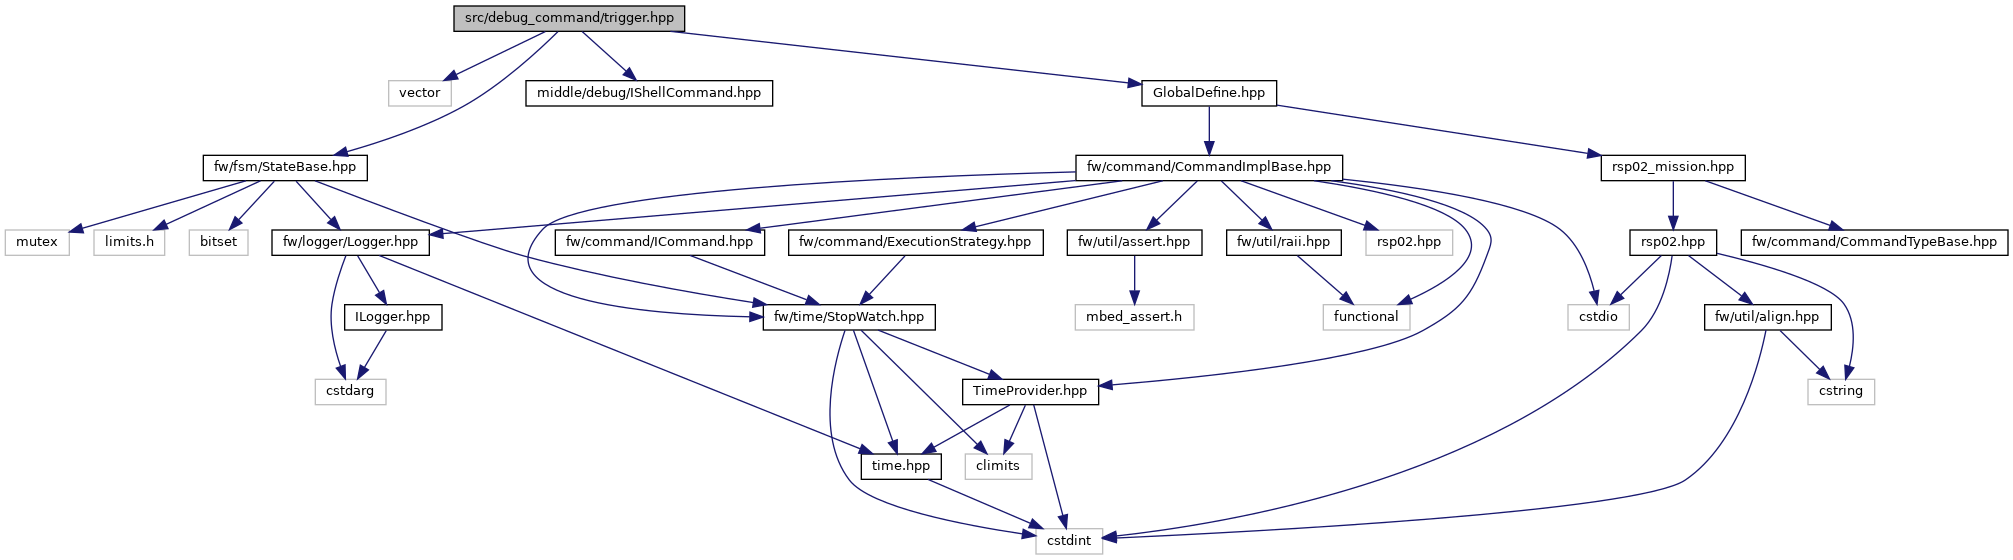 src/debug_command/trigger.hpp
vector
middle/debug/IShellCommand.hpp
GlobalDefine.hpp
fw/fsm/StateBase.hpp
fw/command/CommandImplBase.hpp
rsp02_mission.hpp
mutex
limits.h
bitset
fw/logger/Logger.hpp
fw/command/ICommand.hpp
fw/command/ExecutionStrategy.hpp
fw/util/assert.hpp
fw/util/raii.hpp
rsp02.hpp
rsp02.hpp
fw/command/CommandTypeBase.hpp
ILogger.hpp
fw/time/StopWatch.hpp
mbed_assert.h
functional
cstdio
fw/util/align.hpp
cstdarg
TimeProvider.hpp
cstring
time.hpp
climits
cstdint